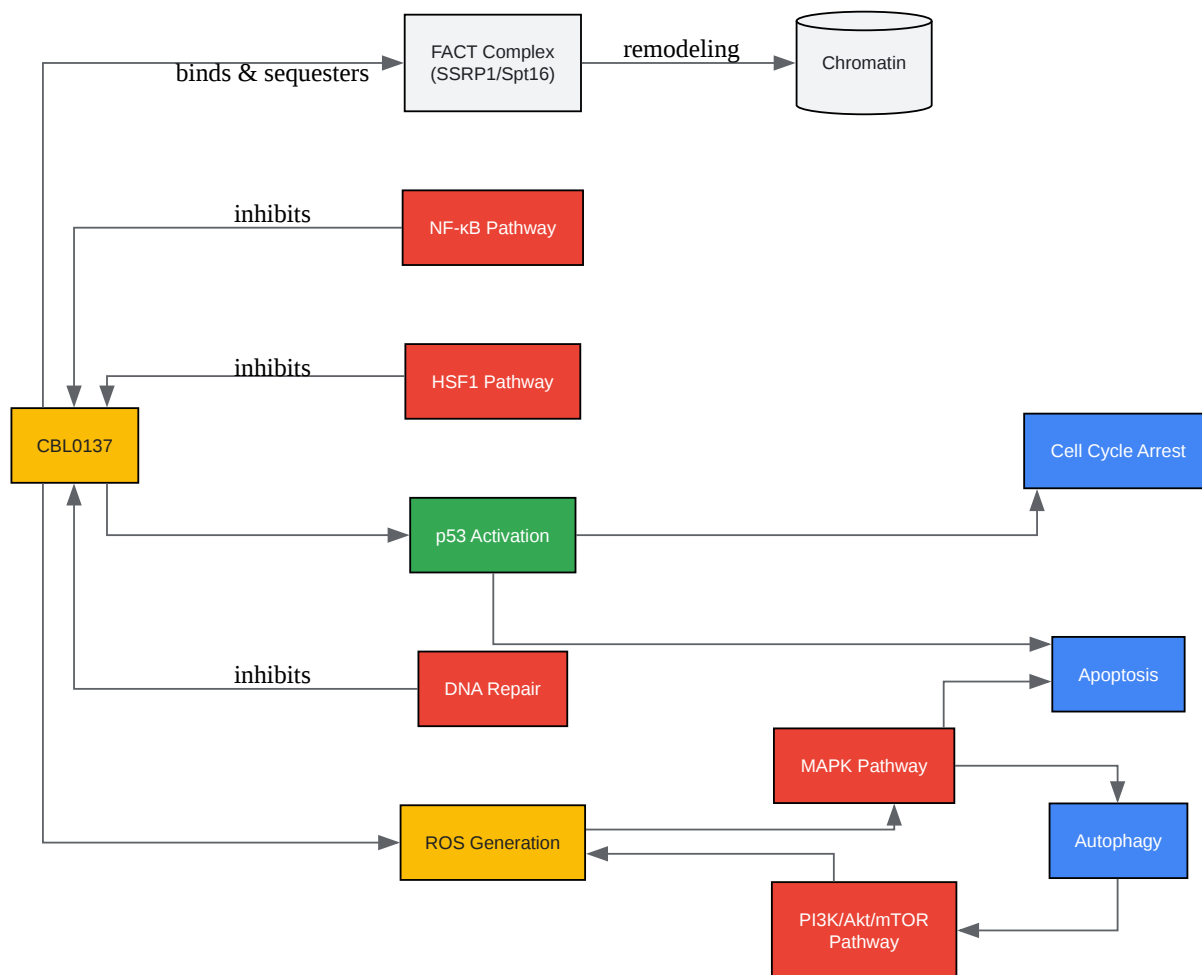 FACT Complex
(SSRP1/Spt16)
remodeling
Chromatin
binds & sequesters
inhibits
NF-κB Pathway
inhibits
HSF1 Pathway
CBL0137
Cell Cycle Arrest
p53 Activation
inhibits
DNA Repair
Apoptosis
MAPK Pathway
ROS Generation
Autophagy
PI3K/Akt/mTOR
Pathway